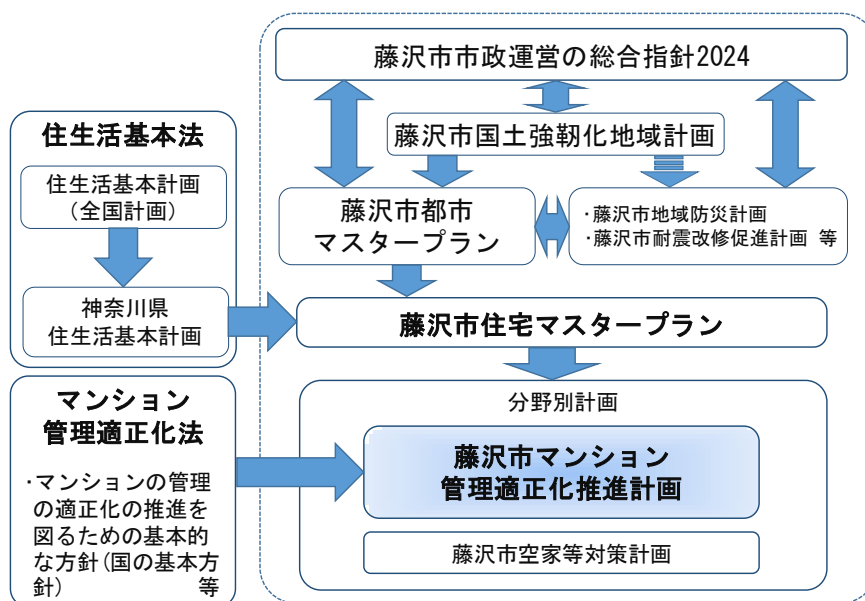 藤沢市市政運営の総合指針2024
藤沢市国土強靭化地域計画
住生活基本法
住生活基本計画
（全国計画）
神奈川県
住生活基本計画
藤沢市都市
マスタープラン
・藤沢市地域防災計画
・藤沢市耐震改修促進計画 等
藤沢市住宅マスタープラン
マンション
管理適正化法
・マンションの管理
の適正化の推進を
図るための基本的
な方針(国の基本方
針) 等
分野別計画
藤沢市マンション
管理適正化推進計画
藤沢市空家等対策計画